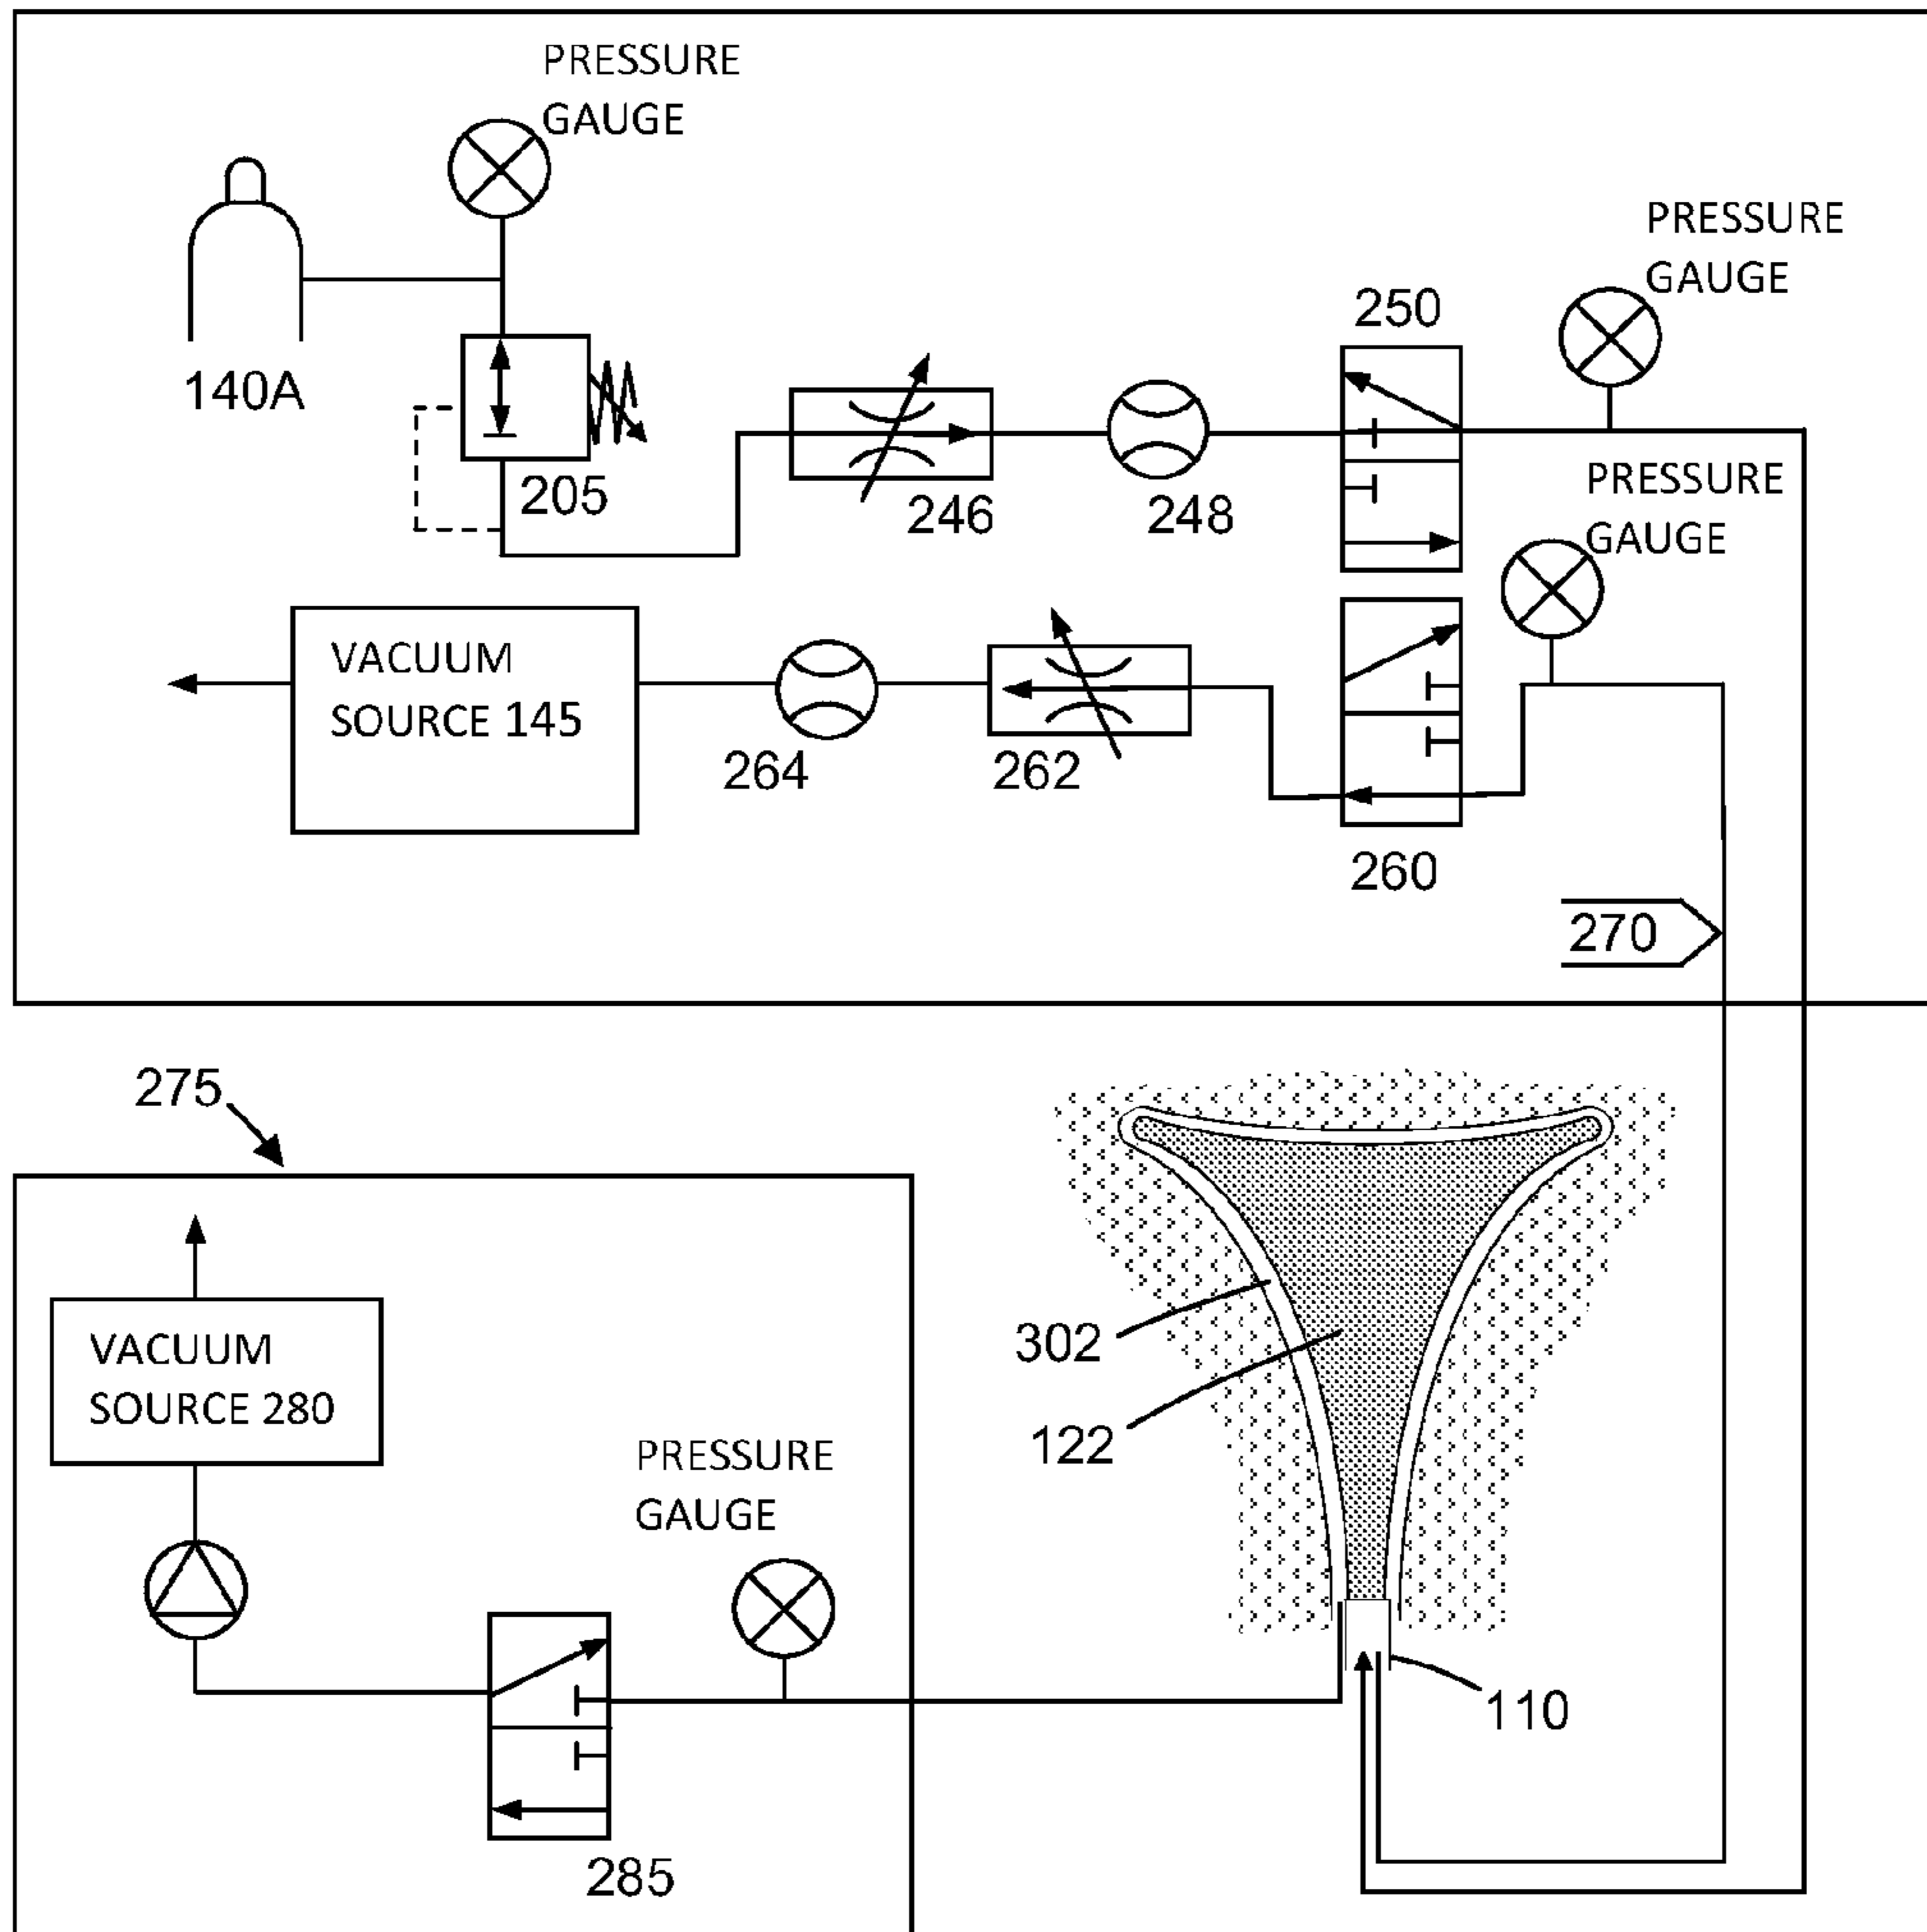 PRESSURE
GAUGE
PRESSURE
GAUGE
250
140A
205
246
248
PRESSURE
GAUGE
VACUUM
SOURCE 145
264
262
260
270
275
302
122
VACUUM
SOURCE 280
PRESSURE
GAUGE
110
285